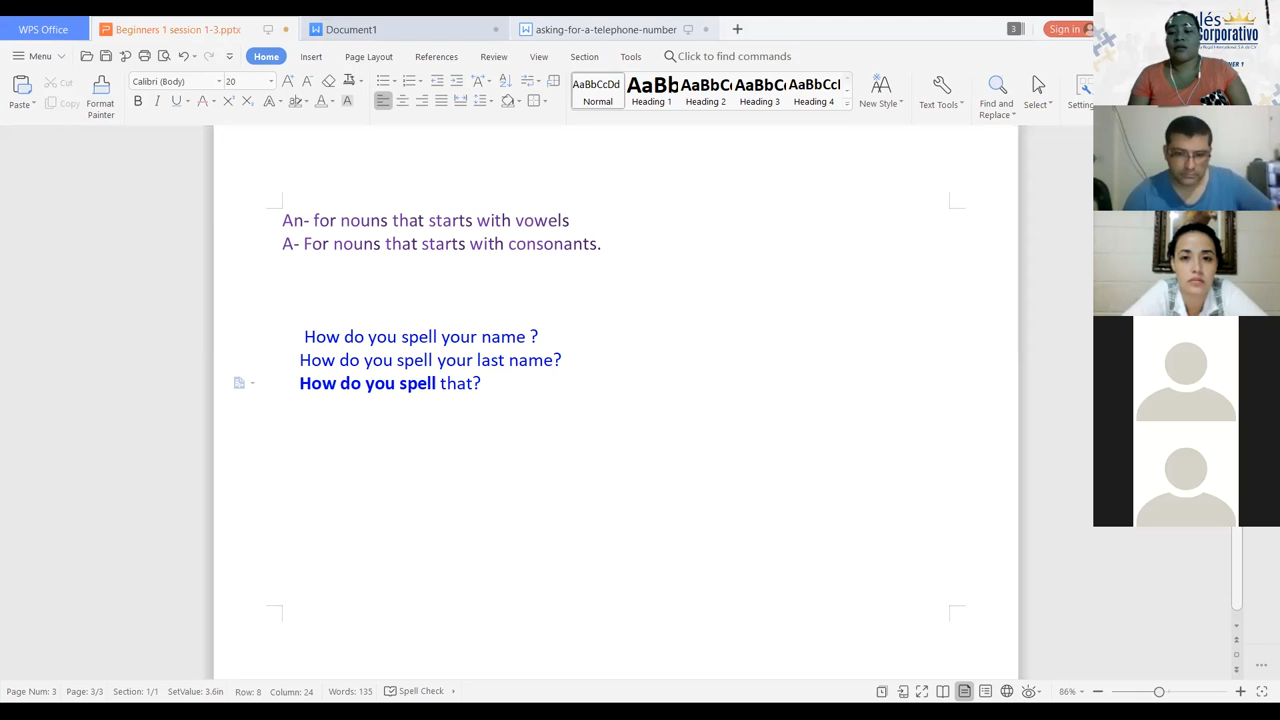 WPS Office
Beginners 1 session 1-3.pptx
Document1
asking-for-a-telephone-number
3
Sign in
Menu
Home
Insert
Page Layout
References
Review
View
Section
Tools
Click to find commands
Paste
Cut
Copy
Format Painter
Calibri (Body)
20
AaBbCcDd
Normal
AaBb
Heading 1
AaBbC
Heading 2
AaBbC
Heading 3
AaBbCcl
Heading 4
New Style
Text Tools
Find and Replace
Select
Setting
An- for nouns that starts with vowels
A- For nouns that starts with consonants.
How do you spell your name ?
How do you spell your last name?
How do you spell that?
Page Num: 3
Page: 3/3
Section: 1/1
SetValue: 3.6in
Row: 8
Column: 24
Words: 135
Spell Check
86%